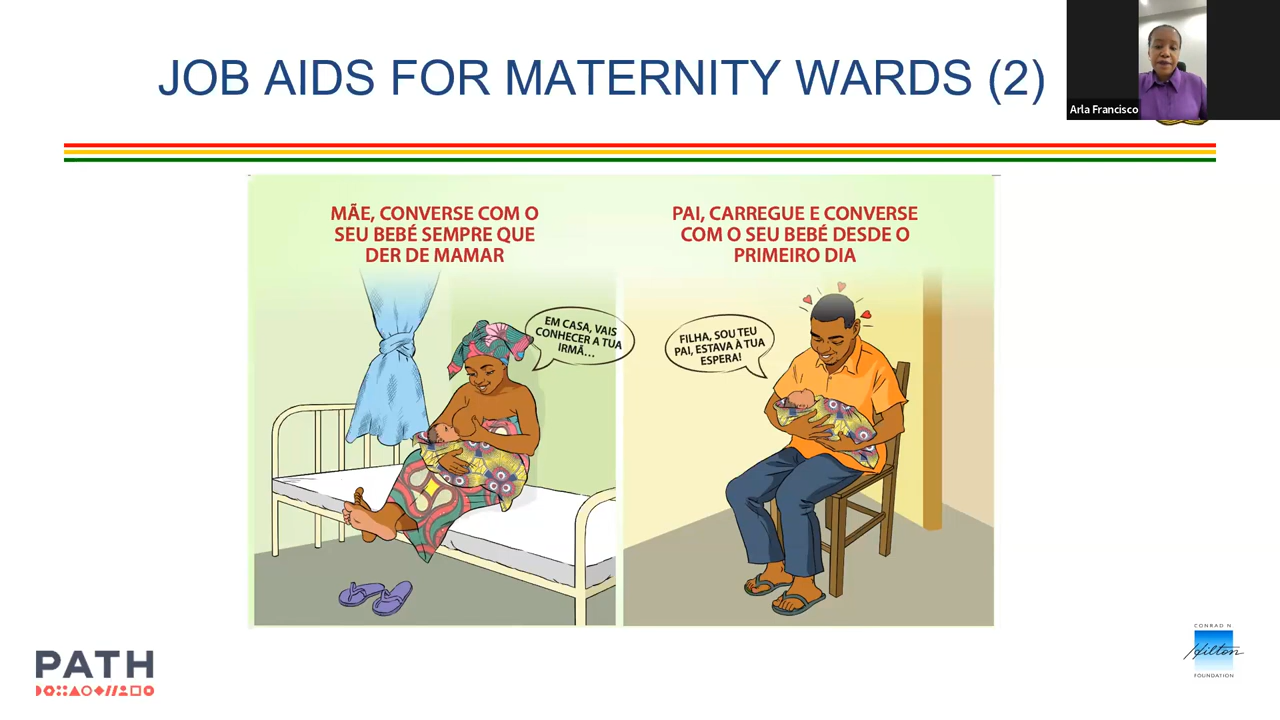 JOB AIDS FOR MATERNITY WARDS (2)
Arla Francisco
MÃE, CONVERSE COM O
SEU BEBÉ SEMPRE QUE
DER DE MAMAR
EM CASA, VAIS
CONHECER A TUA
IRMÃ...
PAI, CARREGUE E CONVERSE
COM O SEU BEBÉ DESDE O
PRIMEIRO DIA
FILHA, SOU TEU
PAI, ESTAVA À TUA
ESPERA!
PATH
CONRAD N
Hilton
FOUNDATION